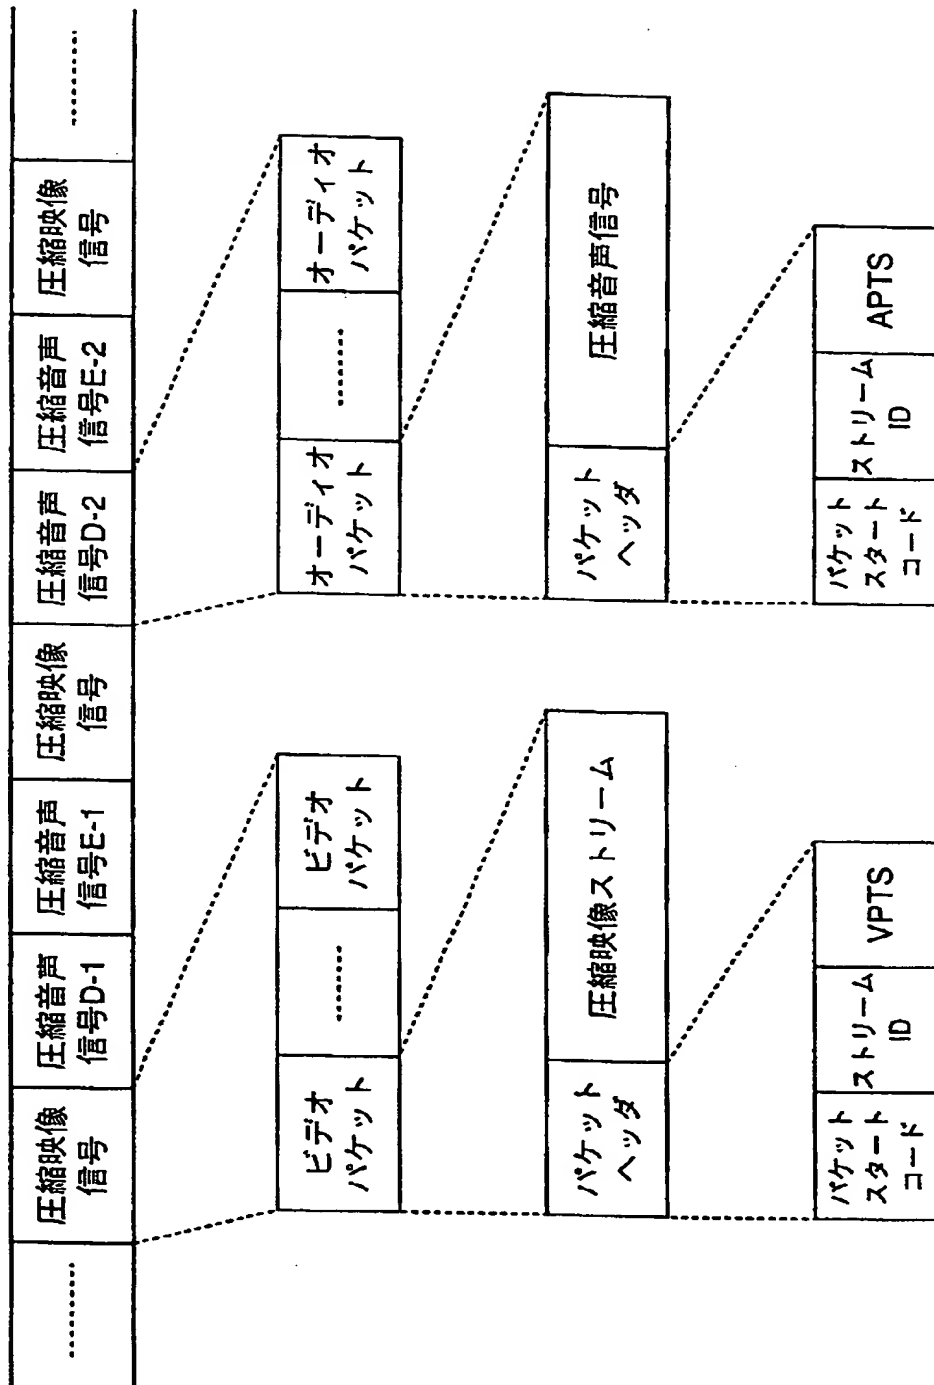 ………
圧縮映像
信号
圧縮音声
信号D-1
圧縮音声
信号E-1
圧縮映像
信号
圧縮音声
信号D-2
圧縮音声
信号E-2
圧縮映像
信号
………
ビデオ
パケット
………
ビデオ
パケット
オーディオ
パケット
………
オーディオ
パケット
パケット
ヘッダ
圧縮映像ストリーム
パケット
ヘッダ
圧縮音声信号
パケット
スタート
コード
ストリーム
ID
VPTS
パケット
スタート
コード
ストリーム
ID
APTS